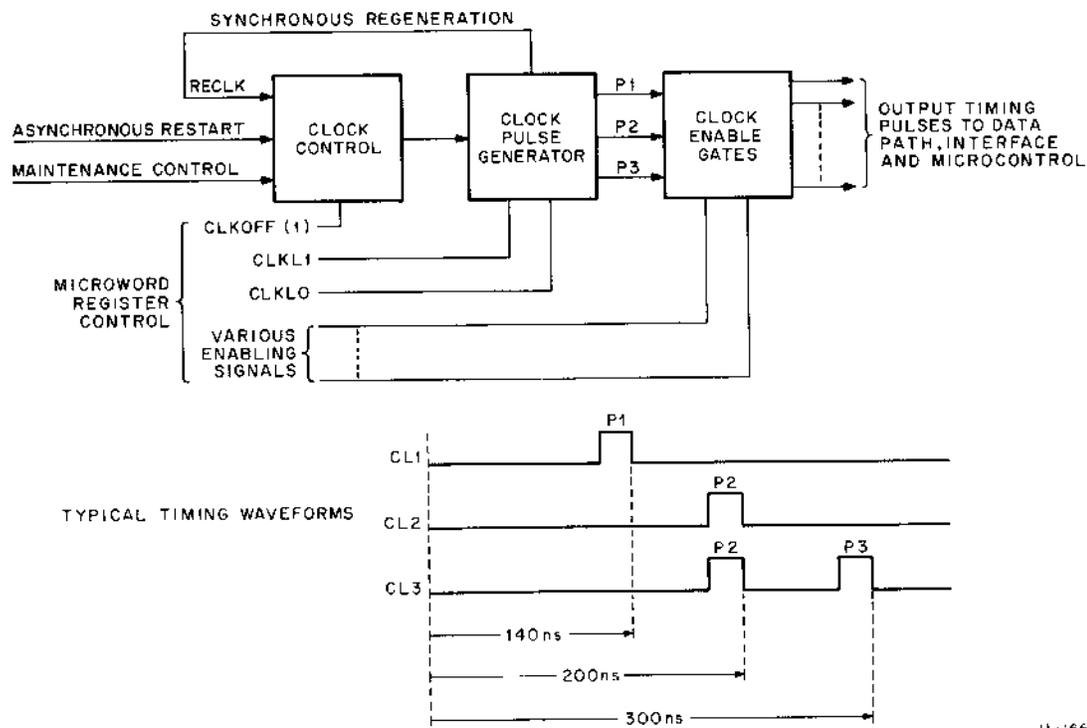 SYNCHRONOUS REGENERATION
RECLK
ASYNCHRONOUS RESTART
MAINTENANCE CONTROL
CLOCK
CONTROL
CLOCK
PULSE
GENERATOR
P1
P2
P3
CLOCK
ENABLE
GATES
OUTPUT TIMING
PULSES TO DATA
PATH, INTERFACE
AND MICROCONTROL
MICROWORD
REGISTER
CONTROL
CLKOFF (1)
CLKL1
CLKL0
VARIOUS
ENABLING
SIGNALS
TYPICAL TIMING WAVEFORMS
CL1
P1
CL2
P2
CL3
P2
P3
140ns
200ns
300ns